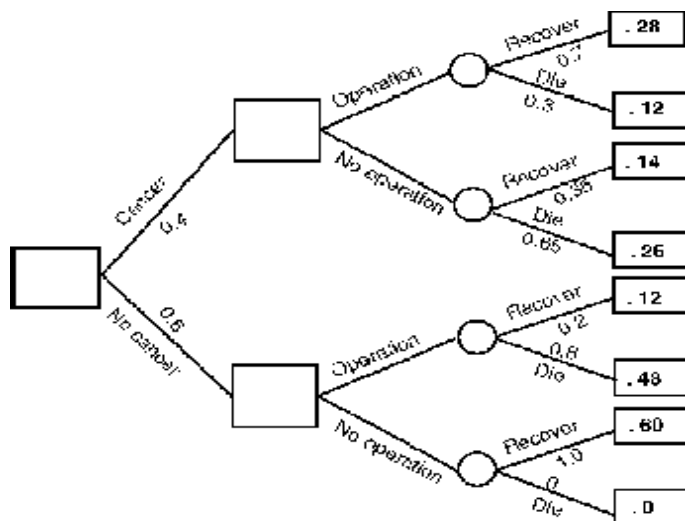 Recover
0.7
.28
Operation
Die
0.3
.12
Cancer
0.4
No operation
Recover
0.35
.14
Die
0.65
.26
0.6
No cancer
Operation
Recover
0.2
.12
0.8
Die
.48
No operation
Recover
1.0
.60
0
Die
.0